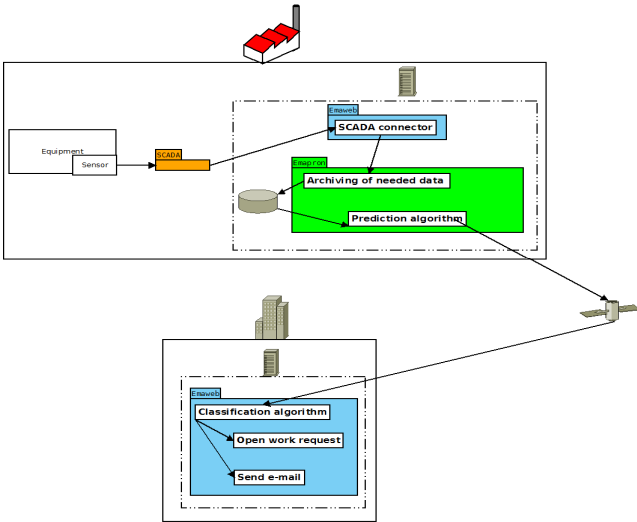 Emaweb
SCADA connector
Equipment
Sensor
SCADA
Emapron
Archiving of needed data
Prediction algorithm
Emaweb
Classification algorithm
Open work request
Send e-mail